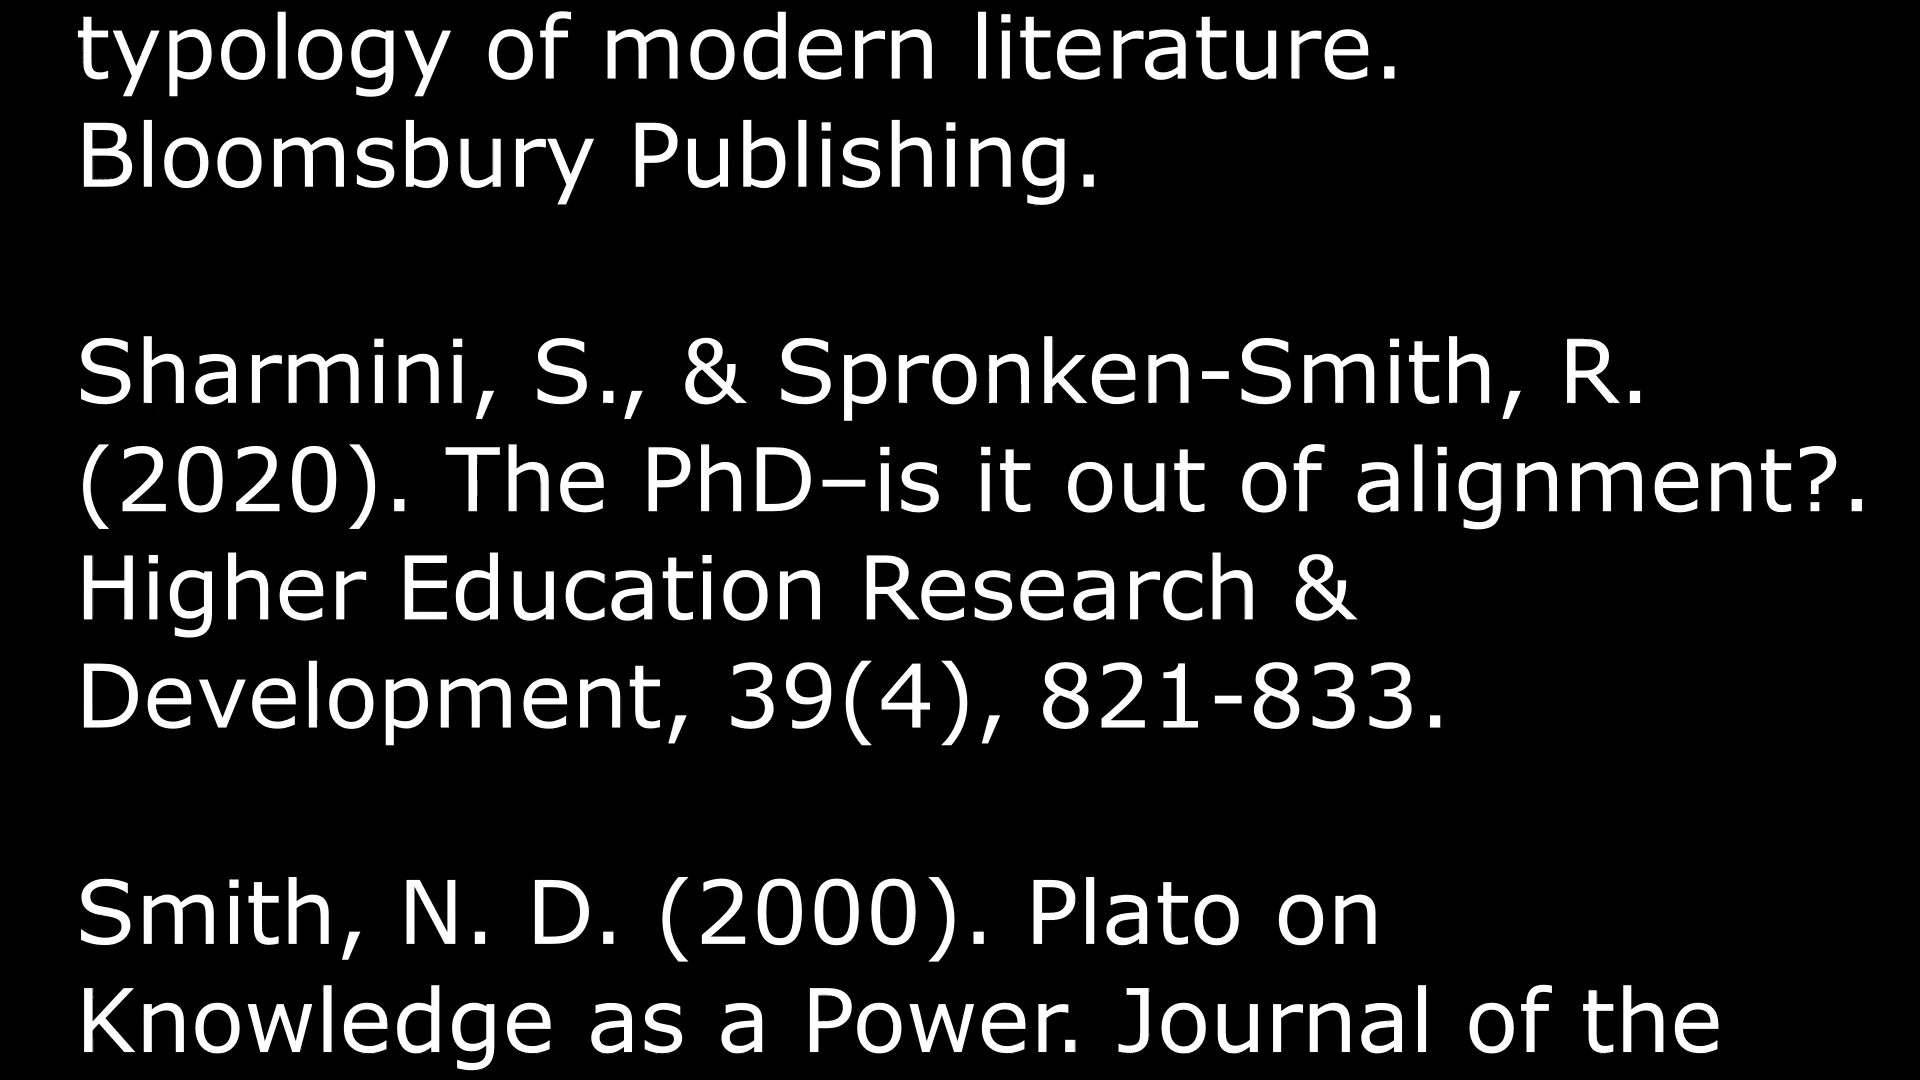 typology of modern literature.
Bloomsbury Publishing.
Sharmini, S., & Spronken-Smith, R.
(2020). The PhD–is it out of alignment?.
Higher Education Research &
Development, 39(4), 821-833.
Smith, N. D. (2000). Plato on
Knowledge as a Power. Journal of the